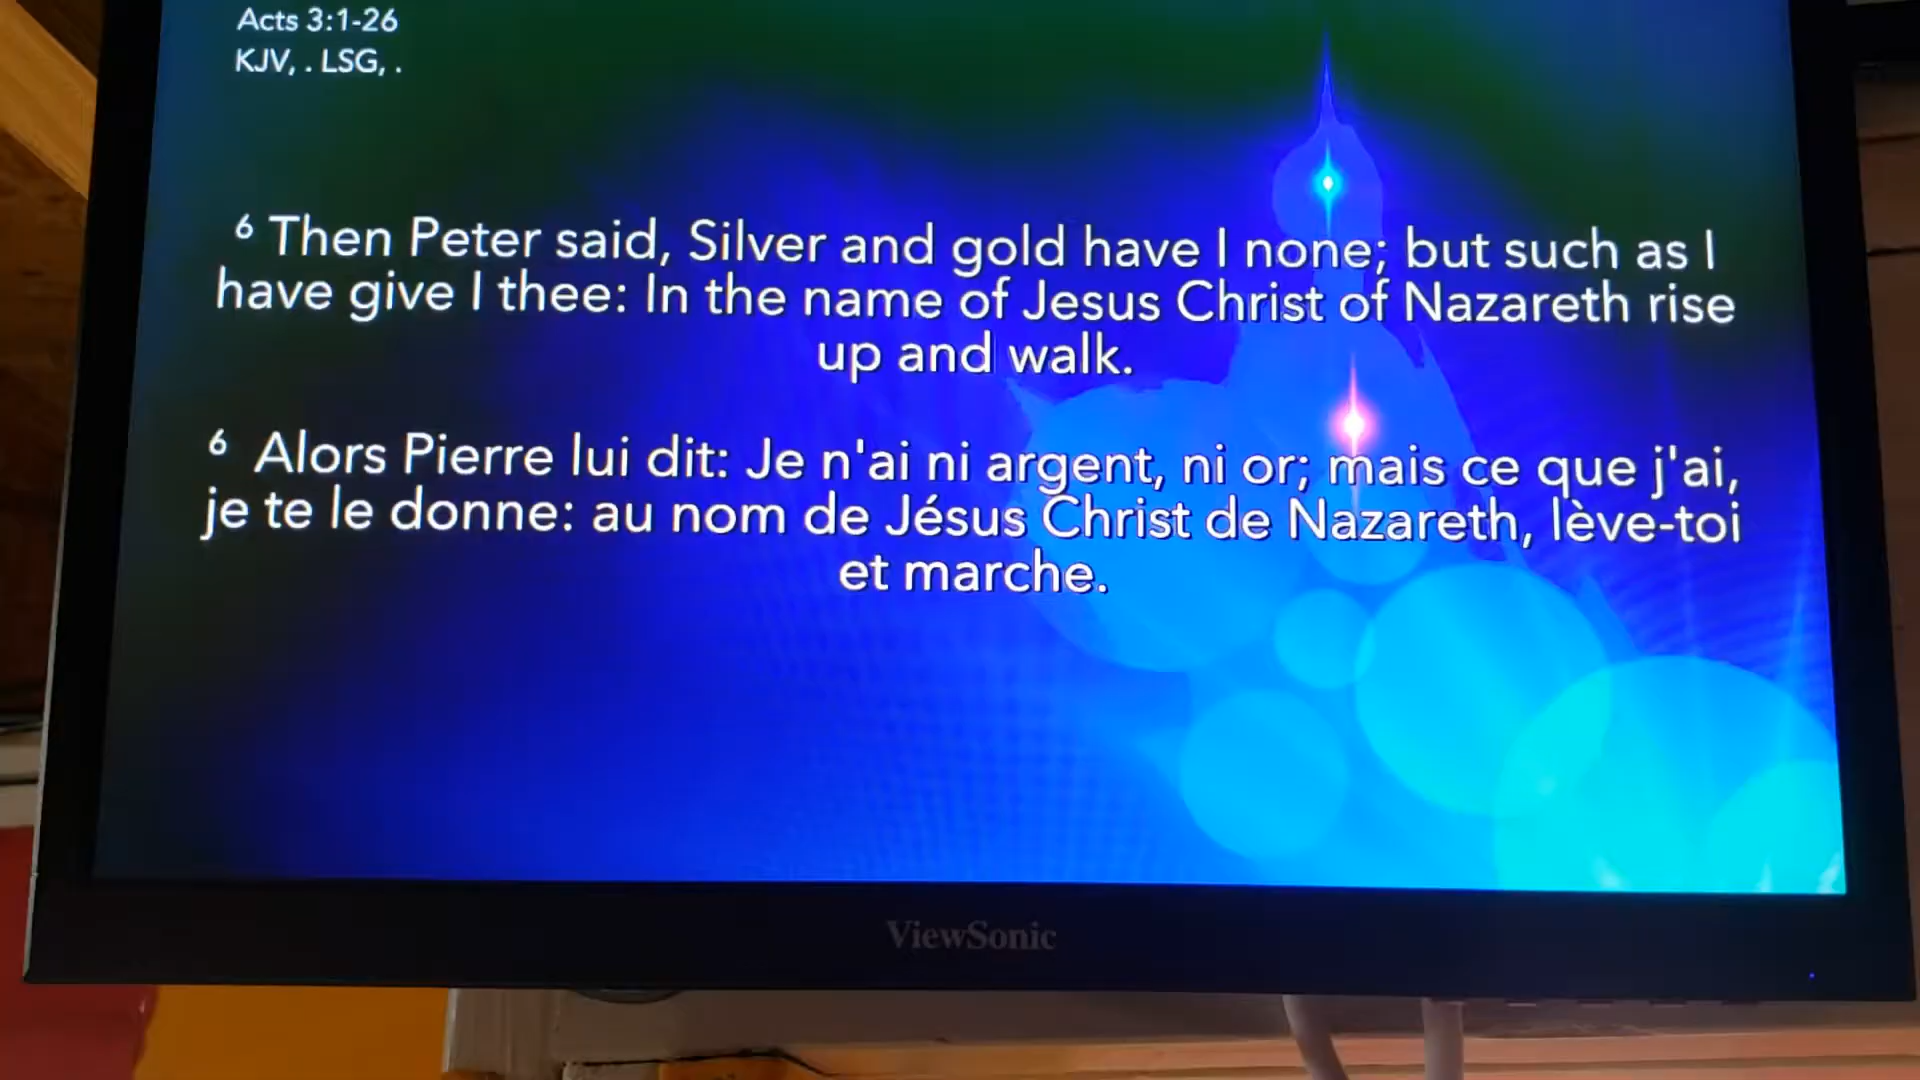 Acts 3:1-26
KJV, . LSG, .
6 Then Peter said, Silver and gold have I none; but such as I
have give I thee: In the name of Jesus Christ of Nazareth rise
up and walk.
6 Alors Pierre lui dit: Je n'ai ni argent, ni or; mais ce que j'ai,
je te le donne: au nom de Jésus Christ de Nazareth, lève-toi
et marche.
ViewSonic